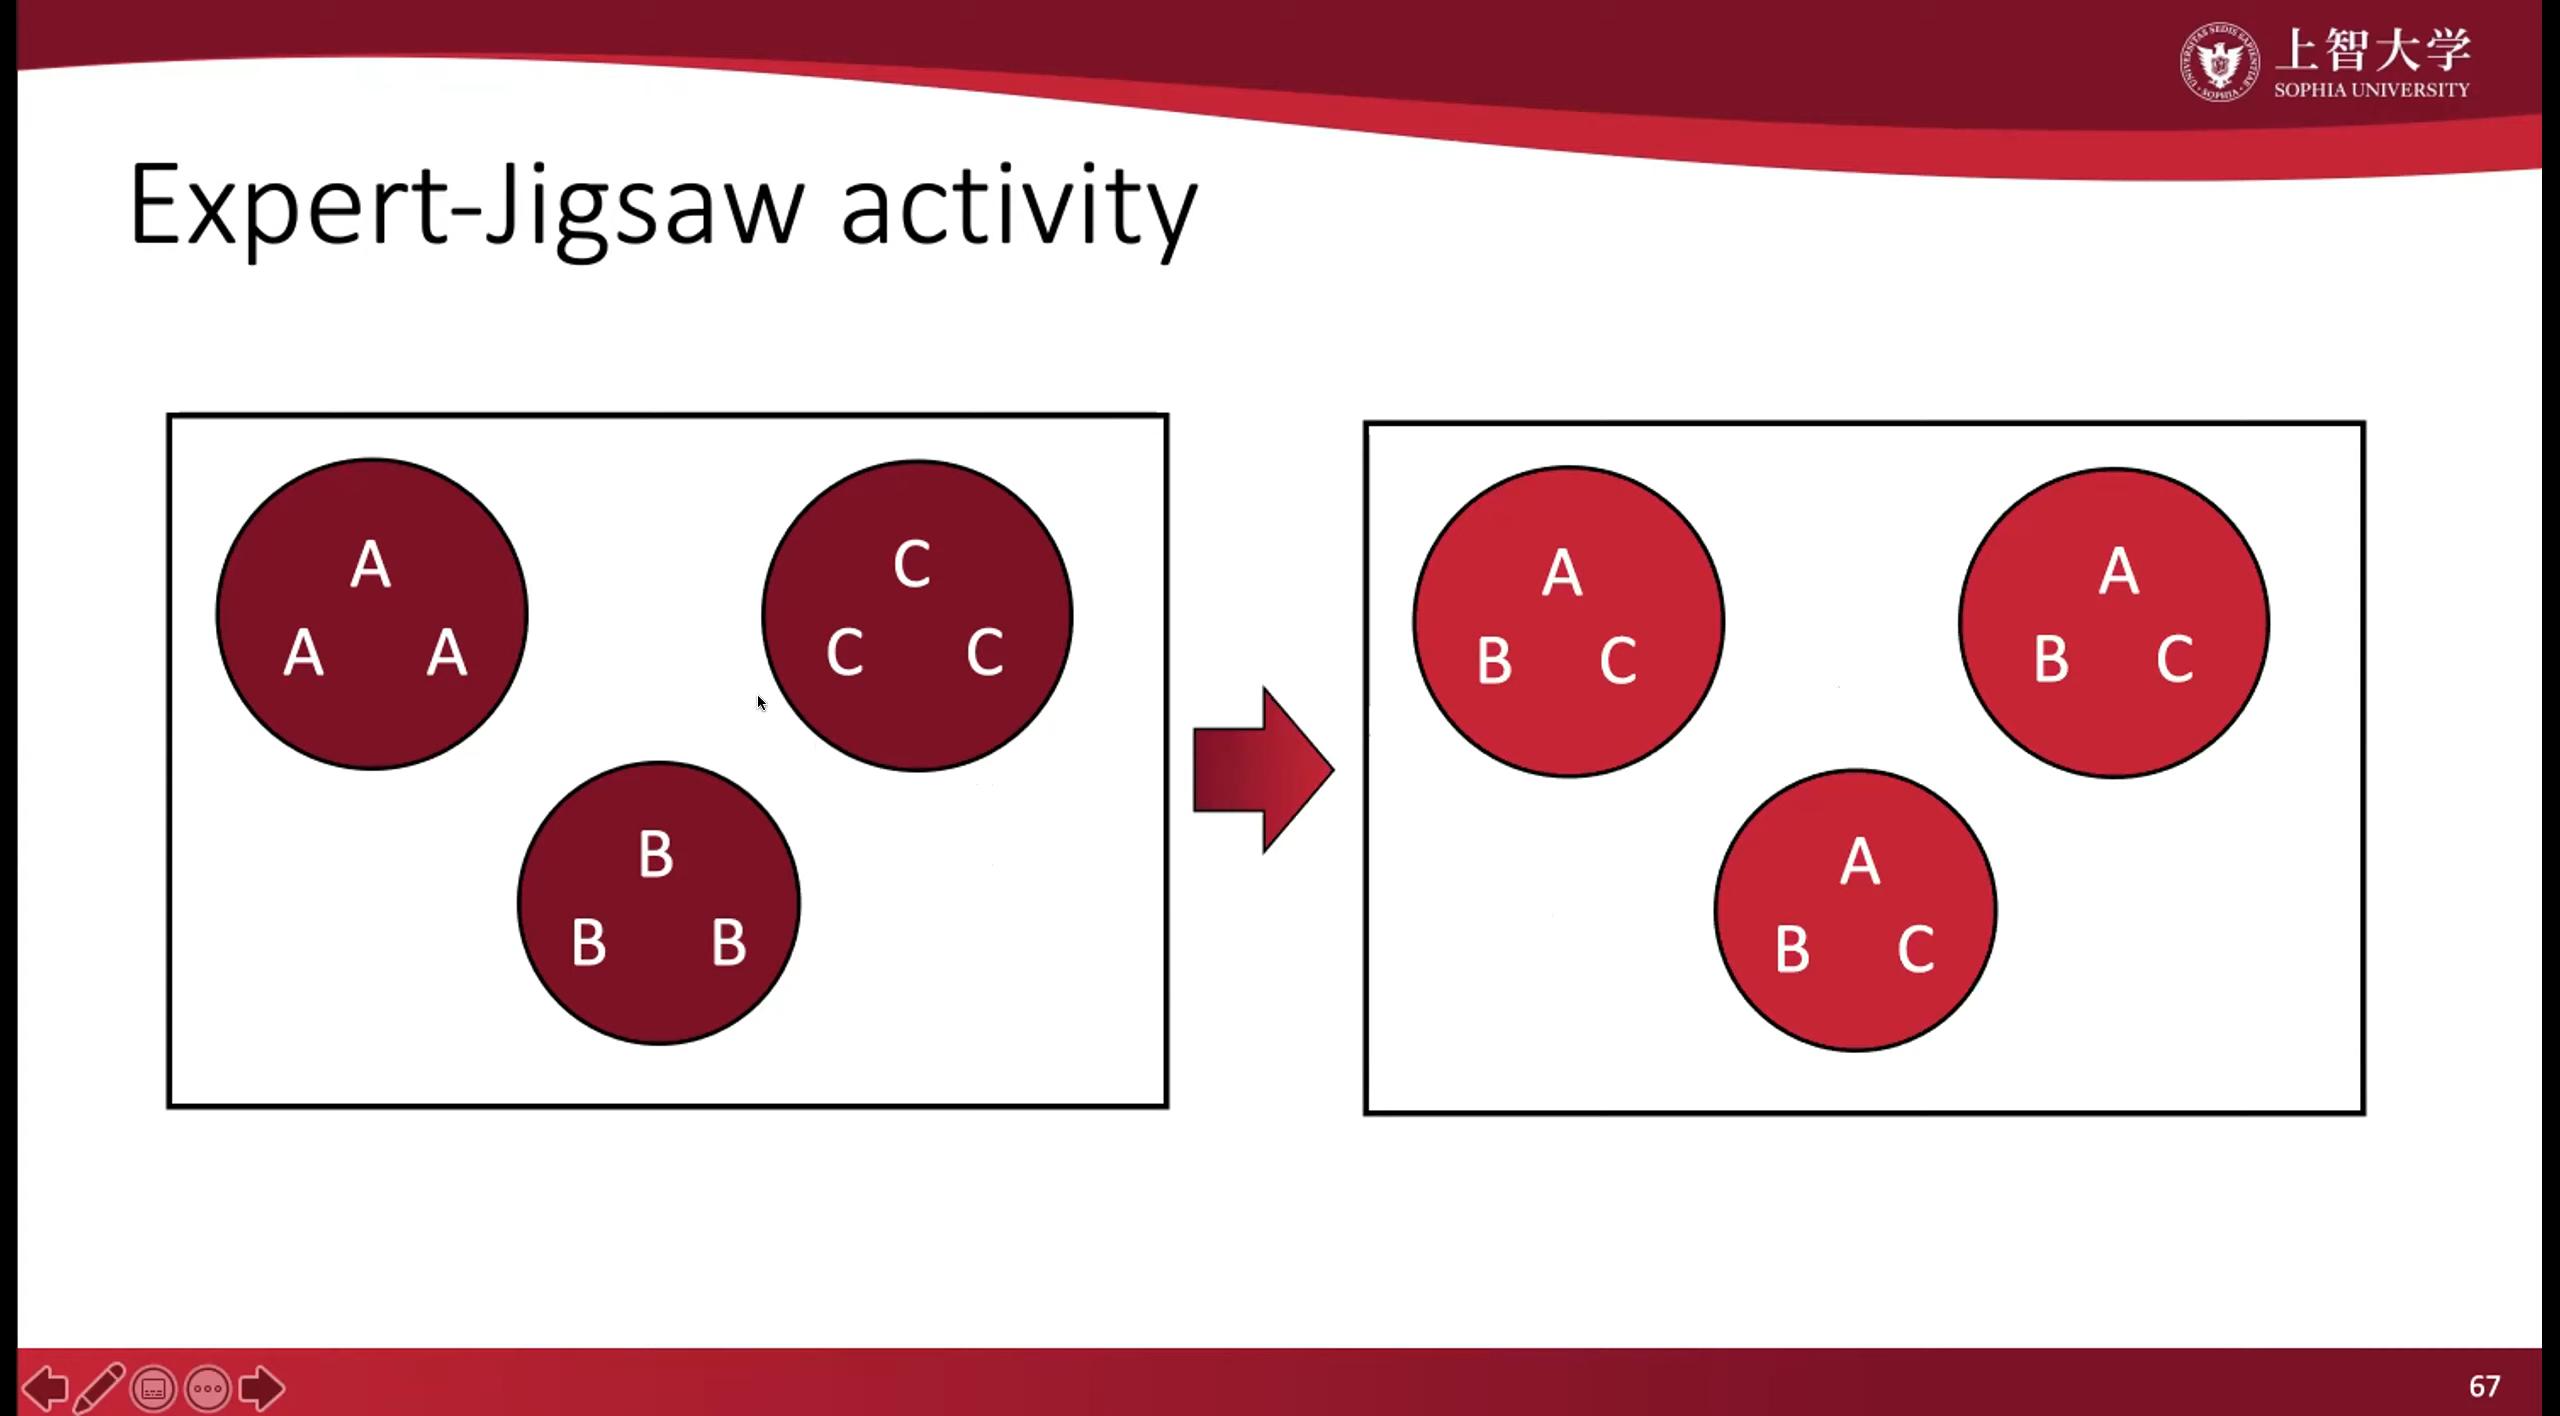 上智大学
SOPHIA UNIVERSITY
Expert-Jigsaw activity
A
A A
C
C C
B
B B
A
B C
A
B C
A
B C
67